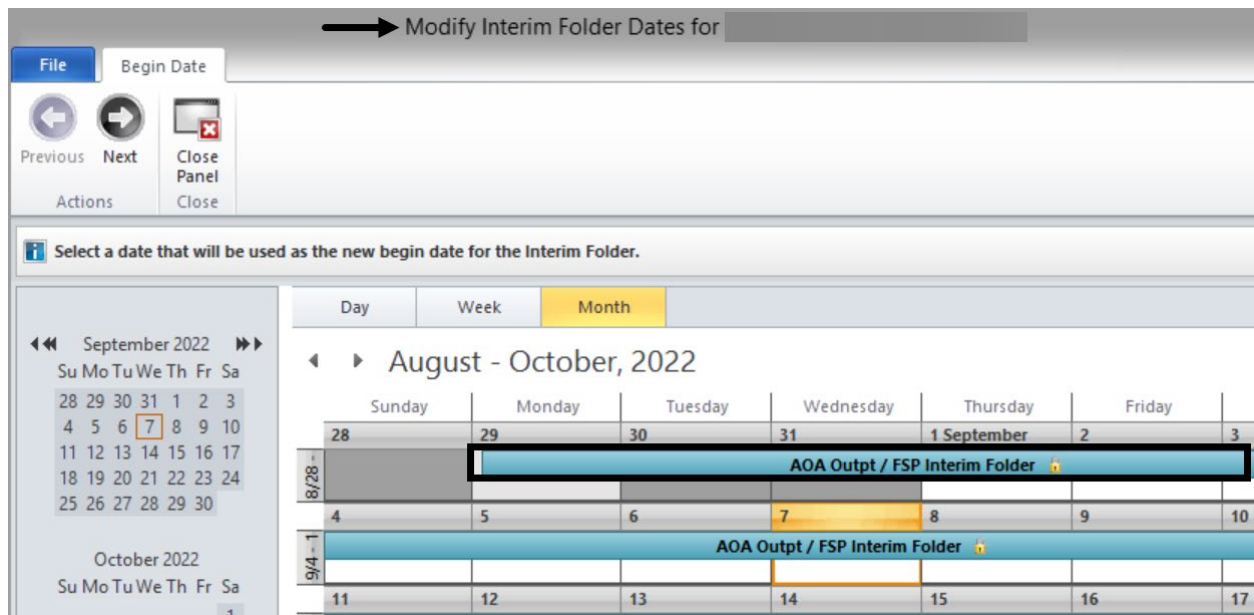 Modify Interim Folder Dates for
File Begin Date
Previous Next Close Panel
Actions Close
Select a date that will be used as the new begin date for the Interim Folder.
Day Week Month
September 2022
Su Mo Tu We Th Fr Sa
28 29 30 31 1 2 3
4 5 6 7 8 9 10
11 12 13 14 15 16 17
18 19 20 21 22 23 24
25 26 27 28 29 30
October 2022
Su Mo Tu We Th Fr Sa
August - October, 2022
Sunday Monday Tuesday Wednesday Thursday Friday
28 29 30 31 1 September 2 3
8/28 -
AOA Outpt / FSP Interim Folder
4 5 6 7 8 9 10
9/4 - 1
AOA Outpt / FSP Interim Folder
11 12 13 14 15 16 17